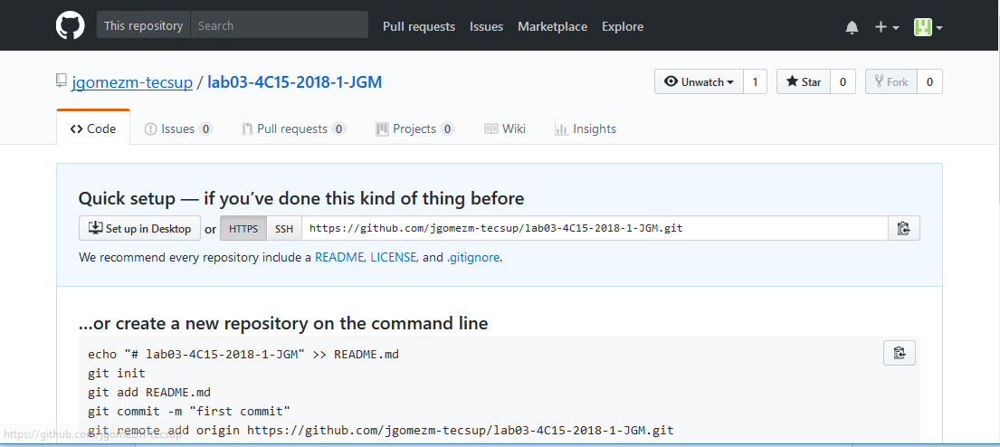 This repository Search Pull requests Issues Marketplace Explore
jgomezm-tecsup / lab03-4C15-2018-1-JGM Unwatch 1 Star 0 Fork 0
Code Issues 0 Pull requests 0 Projects 0 Wiki Insights
Quick setup — if you’ve done this kind of thing before
Set up in Desktop or HTTPS SSH https://github.com/jgomezm-tecsup/lab03-4C15-2018-1-JGM.git
We recommend every repository include a README, LICENSE, and .gitignore.
…or create a new repository on the command line
echo "# lab03-4C15-2018-1-JGM" >> README.md
git init
git add README.md
git commit -m "first commit"
git remote add origin https://github.com/jgomezm-tecsup/lab03-4C15-2018-1-JGM.git
https://github.com/jgomezm-tecsup